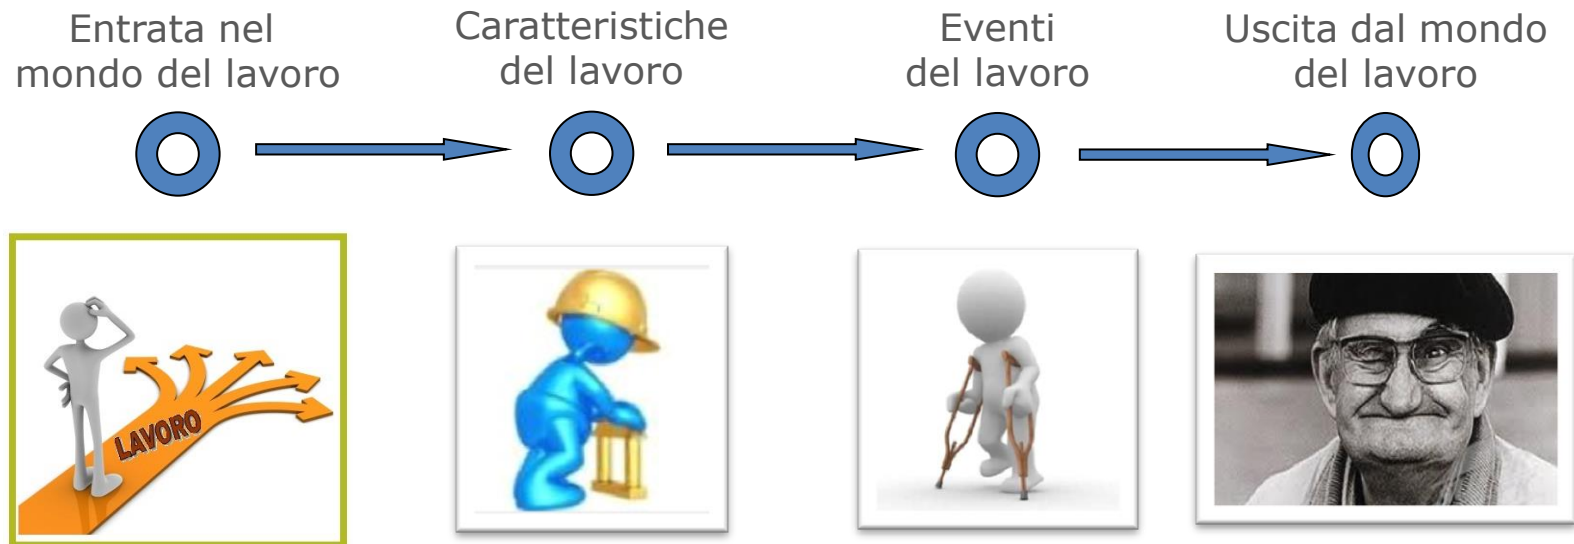 Entrata nel
mondo del lavoro
Caratteristiche
del lavoro
Eventi
del lavoro
Uscita dal mondo
del lavoro
LAVORO